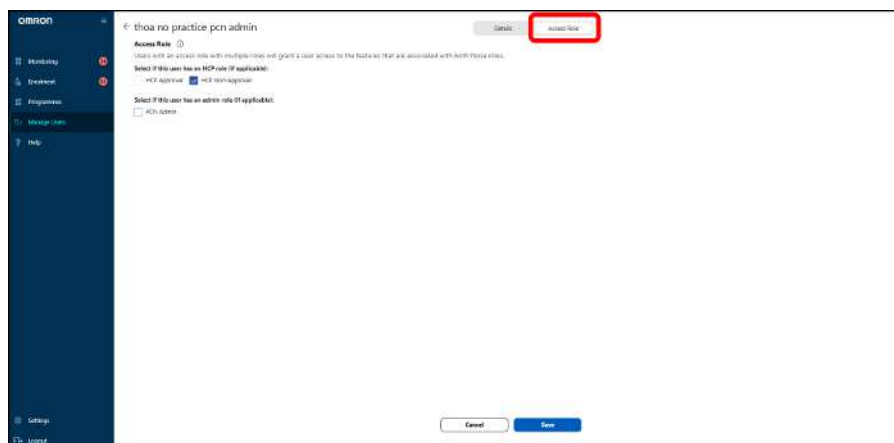 OMRON
Monitoring
Enrolment
Programmes
Manage Users
Help
Settings
Logout
thoa no practice pcn admin
Details
Access Role
Access Role
Users with an access role with multiple roles will grant a user access to the features that are associated with both those roles.
Select if this user has an HCP role (if applicable):
HCP Approver HCP Non-Approver
Select if this user has an admin role (if applicable):
PCN Admin
Cancel
Save